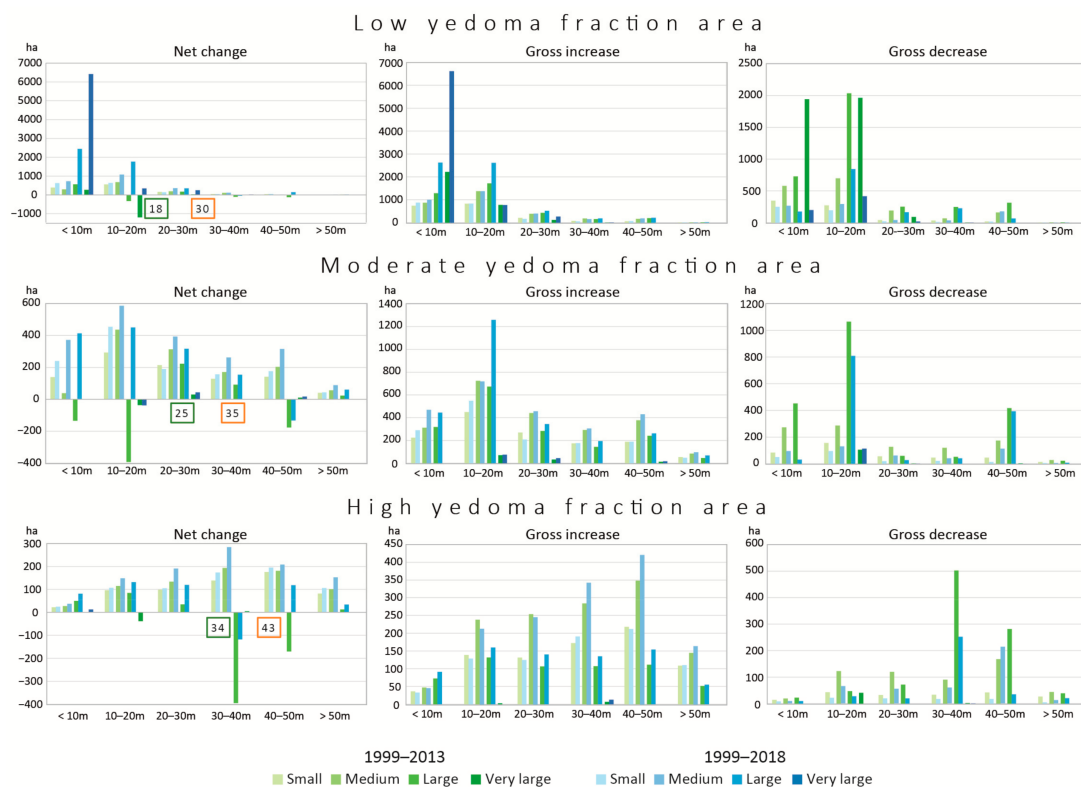 Low yedoma fraction area
ha Net change ha Gross increase ha Gross decrease
7000 7000 2500
6000 6000
5000 5000 2000
4000 4000 1500
3000
2000 3000 1000
1000 2000
0 18 30 1000 500
−1000 0 0
< 10m 10–20m 20–30m 30–40m 40–50m > 50m < 10m 10–20m 20–30m 30–40m 40–50m > 50m < 10m 10–20m 20–-30m 30–40m 40–50m > 50m
Moderate yedoma fraction area
ha Net change ha Gross increase ha Gross decrease
600 1400 1200
400 1200 1000
200 1000 800
0 800 600
25 35 600 400
−200 400 200
−400 200 0
0
< 10m 10–20m 20–30m 30–40m 40–50m > 50m < 10m 10–20m 20–30m 30–40m 40–50m > 50m < 10m 10–20m 20–30m 30–40m 40–50m > 50m
High yedoma fraction area
ha Net change ha Gross increase ha Gross decrease
300 450 600
200 400 500
100 350 400
0 300 300
34 43 250
−100 200 200
−200 150 100
−300 100 0
−400 50
0
< 10m 10–20m 20–30m 30–40m 40–50m > 50m < 10m 10–20m 20–30m 30–40m 40–50m > 50m < 10m 10–20m 20–30m 30–40m 40–50m > 50m
1999–2013 1999–2018
Small Medium Large Very large Small Medium Large Very large